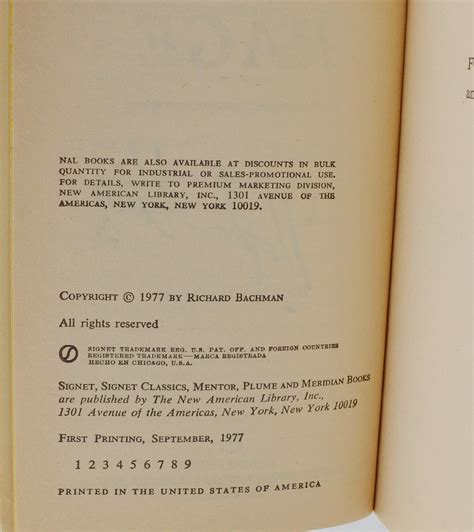 NAL BOOKS ARE ALSO AVAILABLE AT DISCOUNTS IN BULK
QUANTITY FOR INDUSTRIAL OR SALES-PROMOTIONAL USE.
FOR DETAILS, WRITE TO PREMIUM MARKETING DIVISION,
NEW AMERICAN LIBRARY, INC., 1301 AVENUE OF THE
AMERICAS, NEW YORK, NEW YORK 10019.
COPYRIGHT © 1977 BY RICHARD BACHMAN
All rights reserved
SIGNET TRADEMARK REG. U.S. PAT. OFF. AND FOREIGN COUNTRIES
REGISTERED TRADEMARK—MARCA REGISTRADA
HECHO EN CHICAGO, U.S.A.
SIGNET, SIGNET CLASSICS, MENTOR, PLUME AND MERIDIAN BOOKS
are published by The New American Library, Inc.,
1301 Avenue of the Americas, New York, New York 10019
FIRST PRINTING, SEPTEMBER, 1977
1 2 3 4 5 6 7 8 9
PRINTED IN THE UNITED STATES OF AMERICA